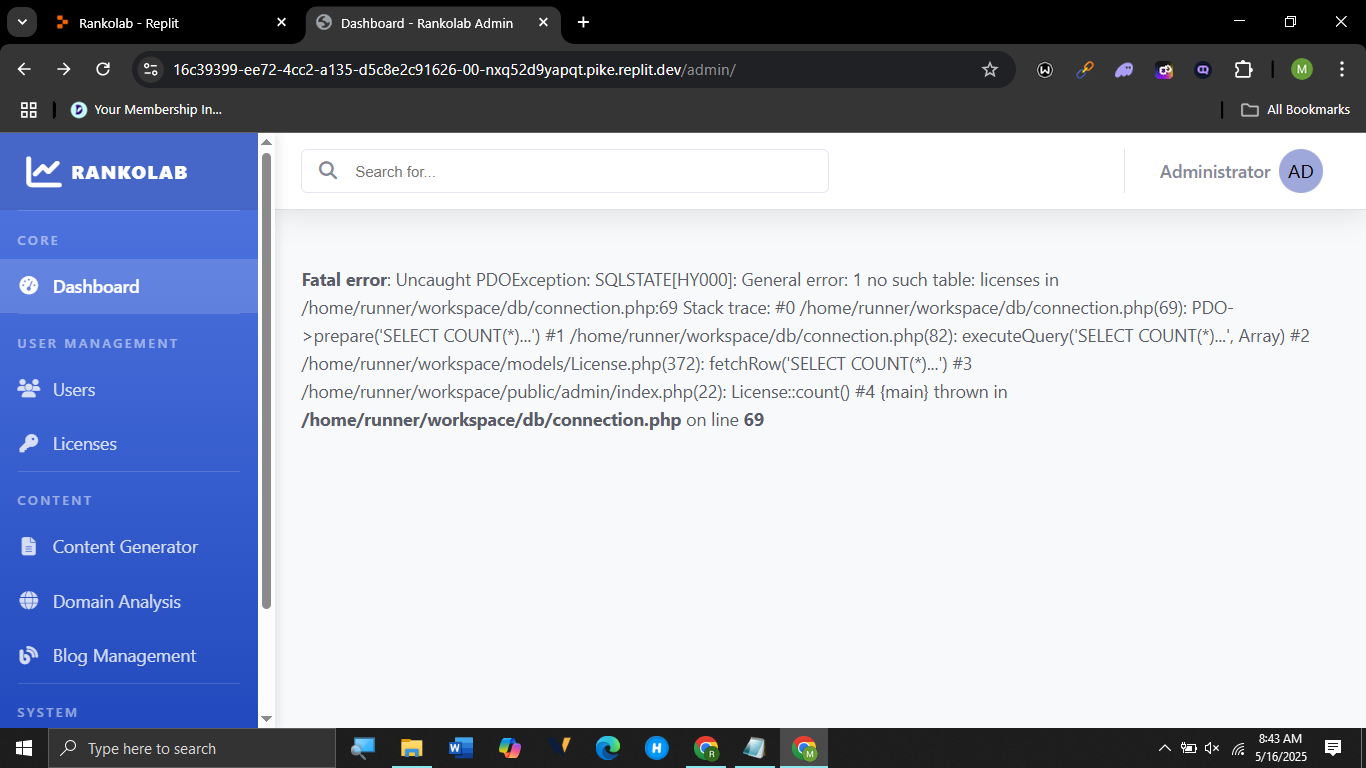 Rankolab - Replit
Dashboard - Rankolab Admin
16c39399-ee72-4cc2-a135-d5c8e2c91626-00-nxq52d9yapqt.pike.replit.dev/admin/
M
Your Membership In...
All Bookmarks
RANKOLAB
Search for...
Administrator
AD
CORE
Dashboard
USER MANAGEMENT
Users
Licenses
CONTENT
Content Generator
Domain Analysis
Blog Management
SYSTEM
Fatal error: Uncaught PDOException: SQLSTATE[HY000]: General error: 1 no such table: licenses in
/home/runner/workspace/db/connection.php:69 Stack trace: #0 /home/runner/workspace/db/connection.php(69): PDO-
>prepare('SELECT COUNT(*)...') #1 /home/runner/workspace/db/connection.php(82): executeQuery('SELECT COUNT(*)...', Array) #2
/home/runner/workspace/models/License.php(372): fetchRow('SELECT COUNT(*)...') #3
/home/runner/workspace/public/admin/index.php(22): License::count() #4 {main} thrown in
/home/runner/workspace/db/connection.php on line 69
Type here to search
8:43 AM
5/16/2025